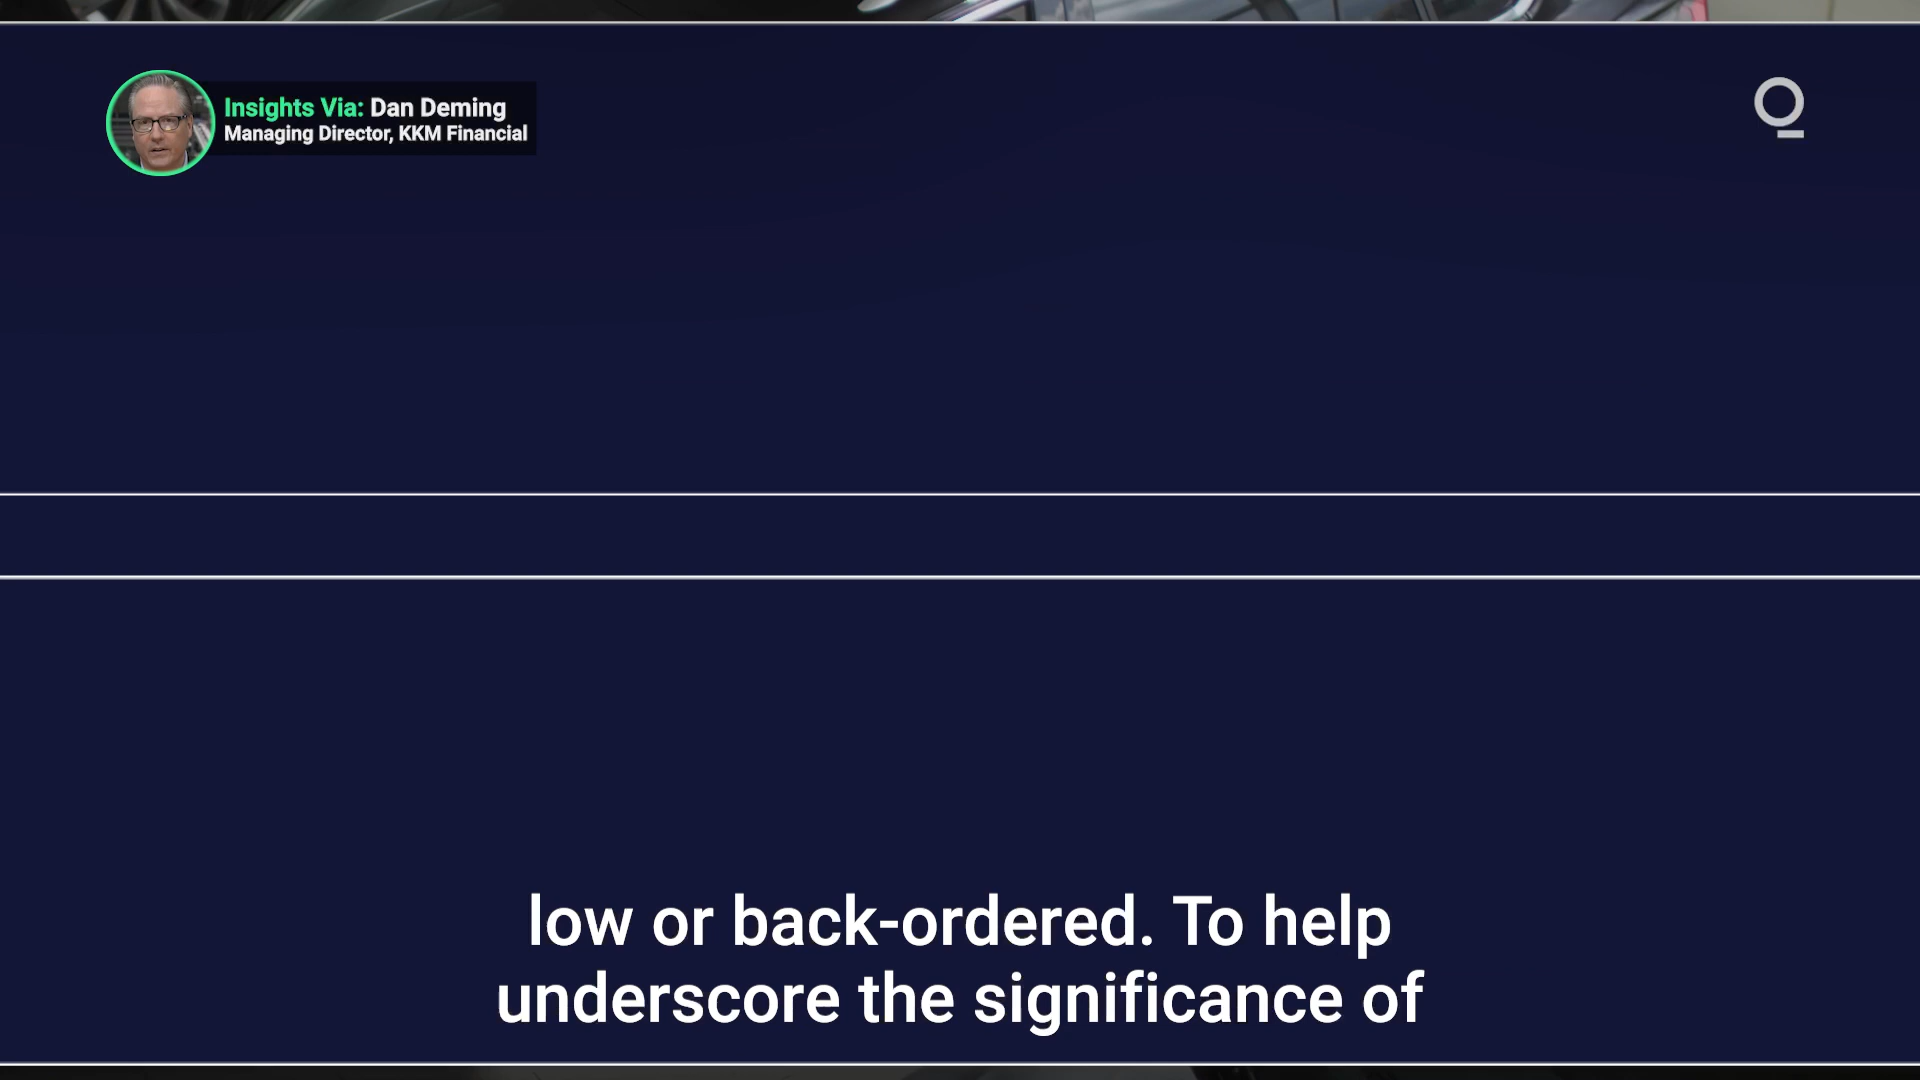 Insights Via: Dan Deming
Managing Director, KKM Financial
low or back-ordered. To help
underscore the significance of